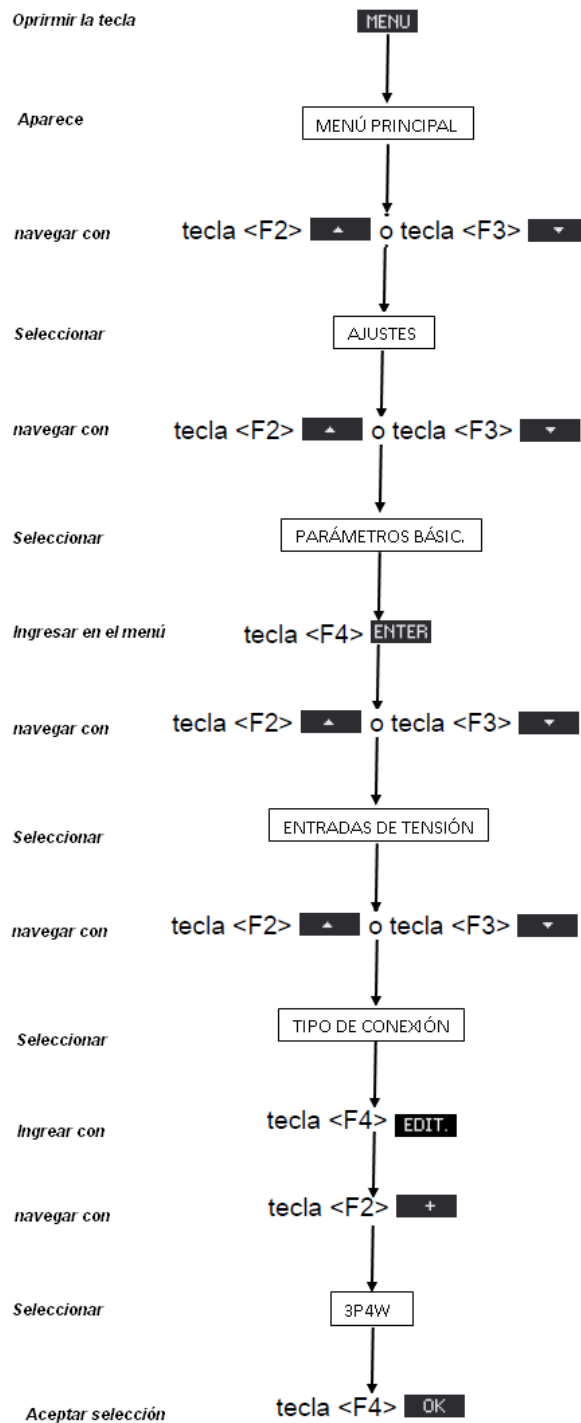 Oprirmir la tecla MENU
Aparece MENÚ PRINCIPAL
navegar con tecla <F2> o tecla <F3>
Seleccionar AJUSTES
navegar con tecla <F2> o tecla <F3>
Seleccionar PARÁMETROS BÁSIC.
Ingresar en el menú tecla <F4> ENTER
navegar con tecla <F2> o tecla <F3>
Seleccionar ENTRADAS DE TENSIÓN
navegar con tecla <F2> o tecla <F3>
Seleccionar TIPO DE CONEXIÓN
Ingrear con tecla <F4> EDIT.
navegar con tecla <F2> +
Seleccionar 3P4W
Aceptar selección tecla <F4> OK